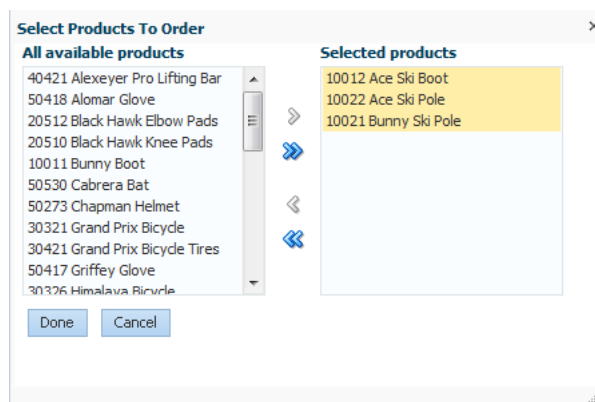 Select Products To Order
All available products
40421 Alexeyer Pro Lifting Bar
50418 Alomar Glove
20512 Black Hawk Elbow Pads
20510 Black Hawk Knee Pads
10011 Bunny Boot
50530 Cabrera Bat
50273 Chapman Helmet
30321 Grand Prix Bicycle
30421 Grand Prix Bicycle Tires
50417 Griffey Glove
30326 Himalaya Bicycle
Selected products
10012 Ace Ski Boot
10022 Ace Ski Pole
10021 Bunny Ski Pole
Done Cancel